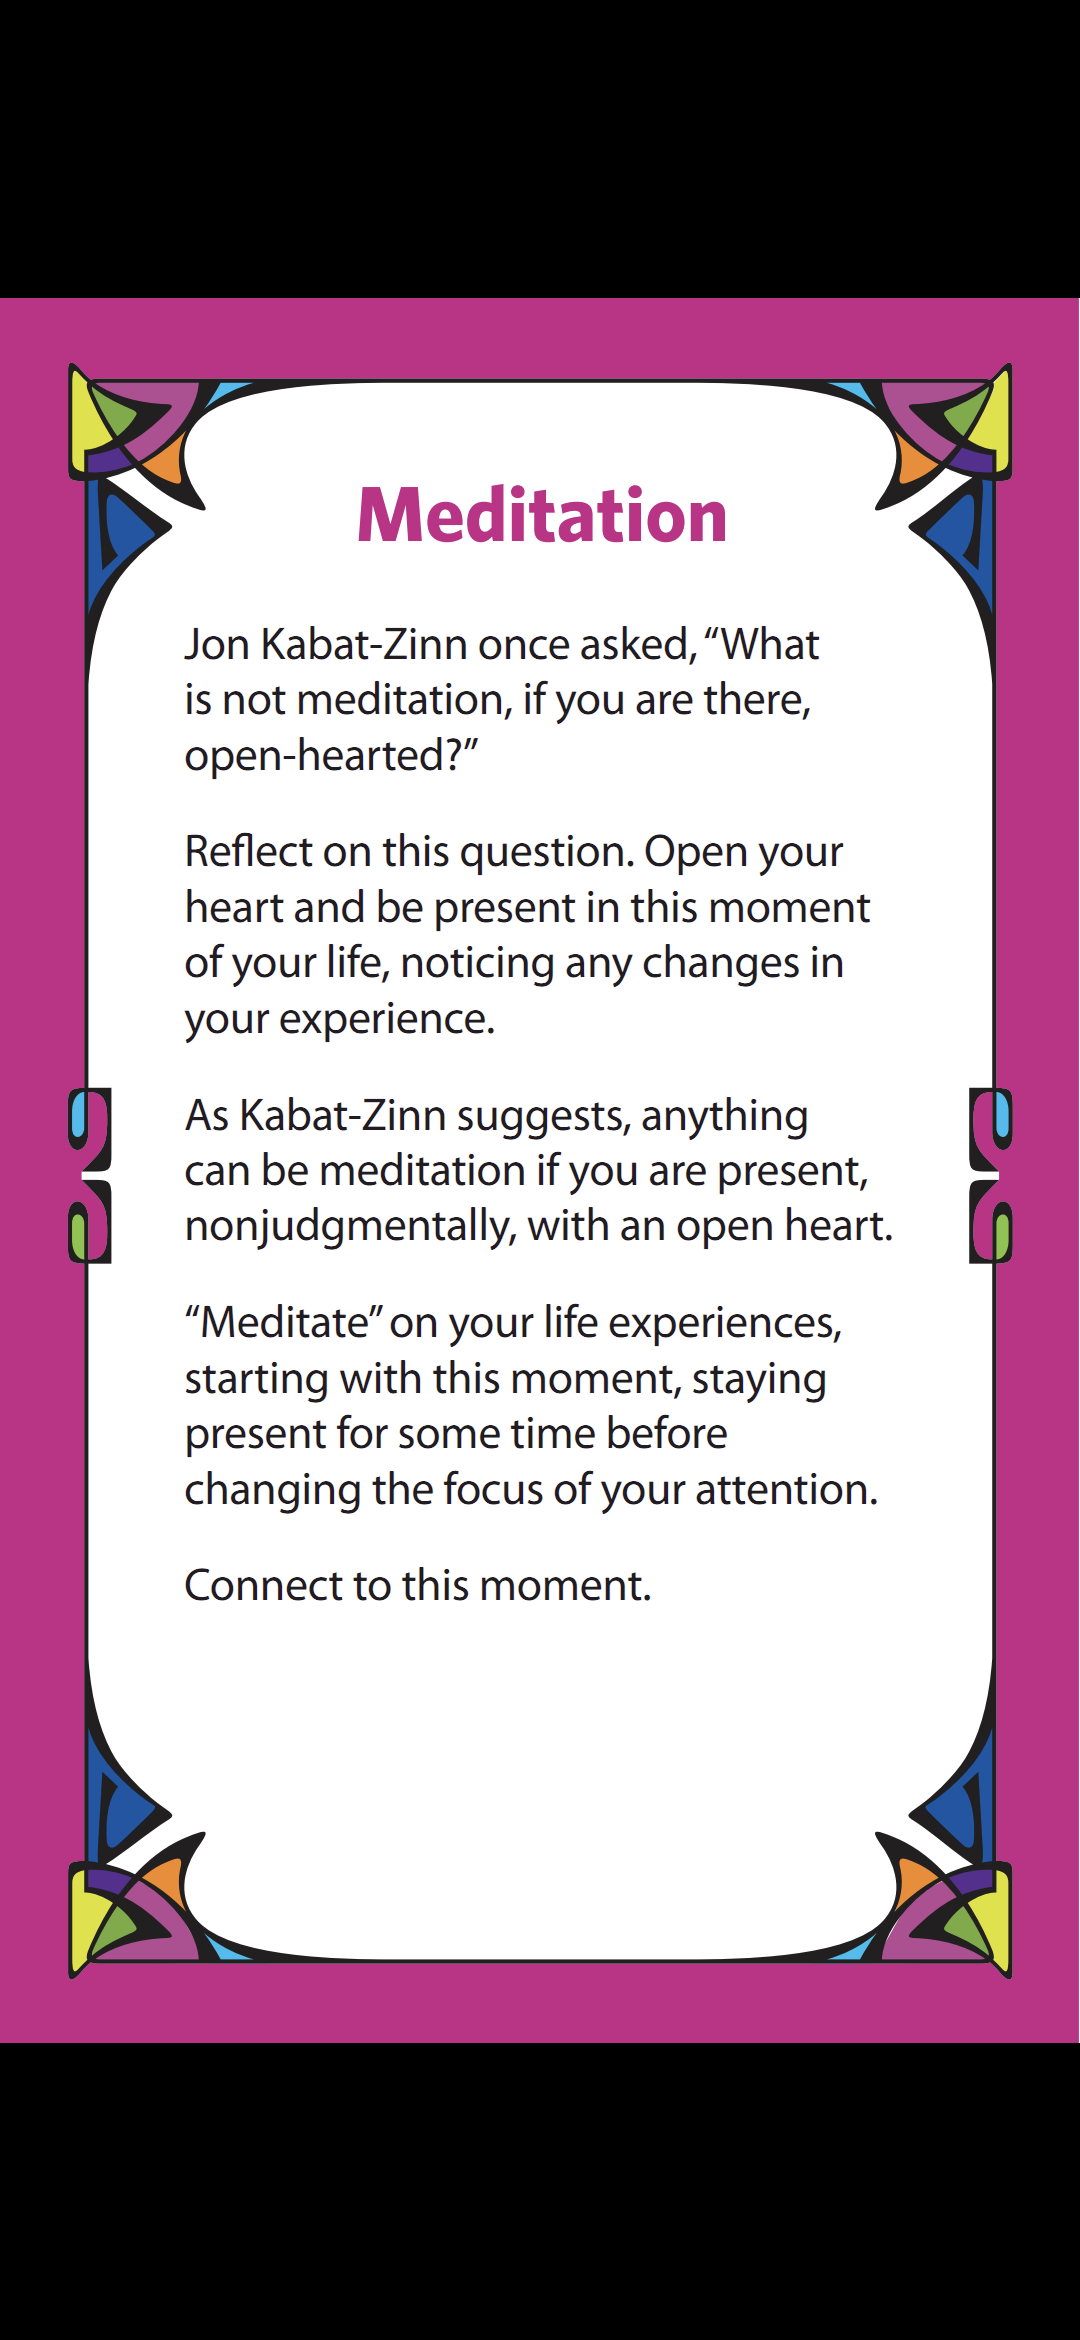 Meditation
Jon Kabat-Zinn once asked, “What
is not meditation, if you are there,
open-hearted?”
Reflect on this question. Open your
heart and be present in this moment
of your life, noticing any changes in
your experience.
As Kabat-Zinn suggests, anything
can be meditation if you are present,
nonjudgmentally, with an open heart.
“Meditate” on your life experiences,
starting with this moment, staying
present for some time before
changing the focus of your attention.
Connect to this moment.